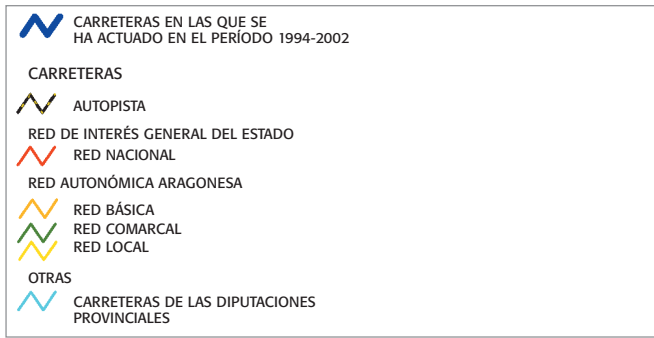 CARRETERAS EN LAS QUE SE
HA ACTUADO EN EL PERÍODO 1994-2002
CARRETERAS
AUTOPISTA
RED DE INTERÉS GENERAL DEL ESTADO
RED NACIONAL
RED AUTONÓMICA ARAGONESA
RED BÁSICA
RED COMARCAL
RED LOCAL
OTRAS
CARRETERAS DE LAS DIPUTACIONES
PROVINCIALES